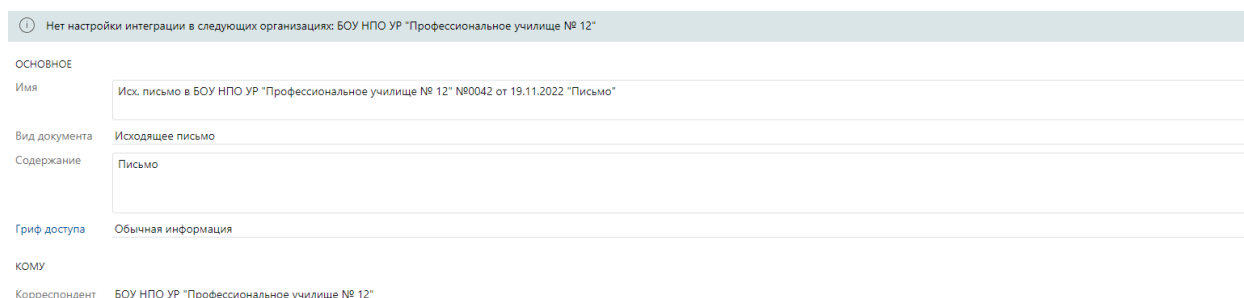 Нет настройки интеграции в следующих организациях: БОУ НПО УР "Профессиональное училище № 12"
ОСНОВНОЕ
Имя
Исх. письмо в БОУ НПО УР "Профессиональное училище № 12" №0042 от 19.11.2022 "Письмо"
Вид документа Исходящее письмо
Содержание
Письмо
Гриф доступа Обычная информация
КОМУ
Корреспондент БОУ НПО УР "Профессиональное училище № 12"